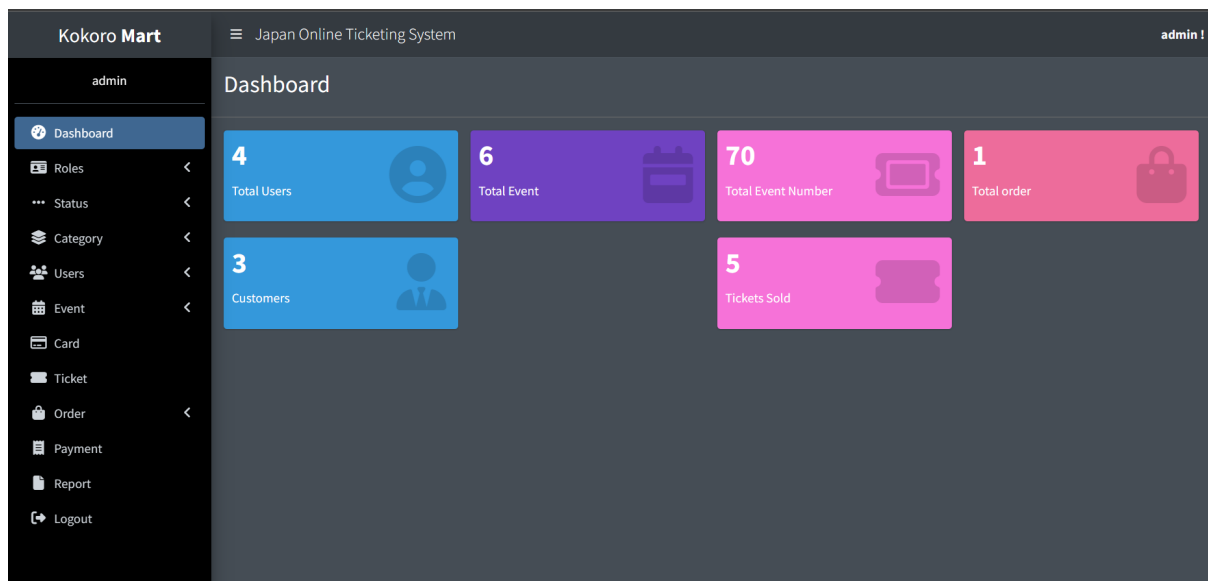 Kokoro Mart
Japan Online Ticketing System
admin !
admin
Dashboard
Roles
Status
Category
Users
Event
Card
Ticket
Order
Payment
Report
Logout
Dashboard
4
Total Users
6
Total Event
70
Total Event Number
1
Total order
3
Customers
5
Tickets Sold